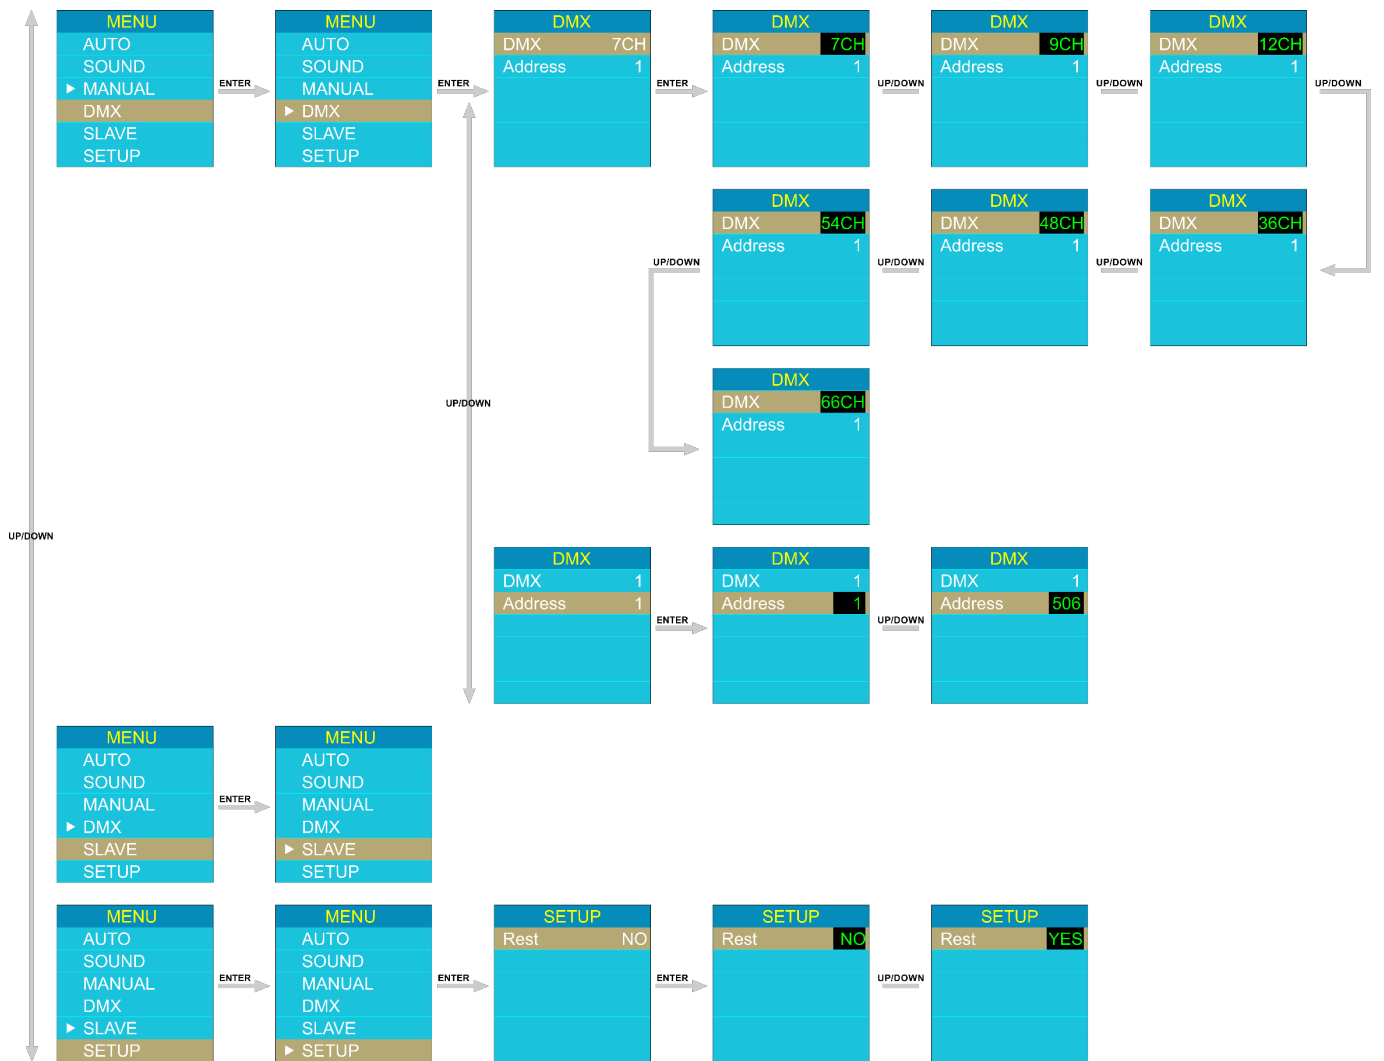 MENU
AUTO
SOUND
MANUAL
DMX
SLAVE
SETUP
ENTER
MENU
AUTO
SOUND
MANUAL
DMX
SLAVE
SETUP
ENTER
DMX
DMX 7CH
Address 1
ENTER
DMX
DMX 7CH
Address 1
UP/DOWN
DMX
DMX 9CH
Address 1
UP/DOWN
DMX
DMX 12CH
Address 1
UP/DOWN
DMX
DMX 54CH
Address 1
UP/DOWN
DMX
DMX 48CH
Address 1
UP/DOWN
DMX
DMX 36CH
Address 1
UP/DOWN
DMX
DMX 66CH
Address 1
UP/DOWN
UP/DOWN
DMX
DMX 1
Address 1
ENTER
DMX
DMX 1
Address 1
UP/DOWN
DMX
DMX 1
Address 506
MENU
AUTO
SOUND
MANUAL
DMX
SLAVE
SETUP
ENTER
MENU
AUTO
SOUND
MANUAL
DMX
SLAVE
SETUP
MENU
AUTO
SOUND
MANUAL
DMX
SLAVE
SETUP
ENTER
MENU
AUTO
SOUND
MANUAL
DMX
SLAVE
SETUP
ENTER
SETUP
Rest NO
ENTER
SETUP
Rest NO
UP/DOWN
SETUP
Rest YES